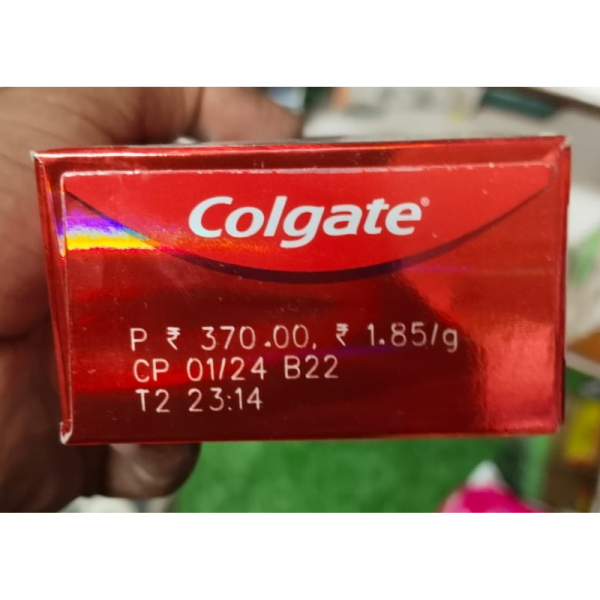 Colgate®
P ₹ 370.00, ₹ 1.85/g
CP 01/24 B22
T2 23:14